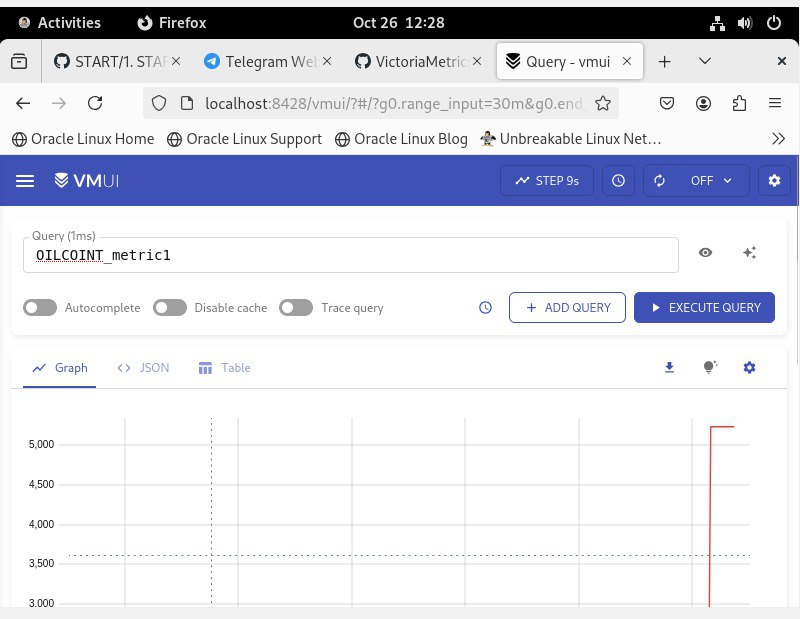 Activities Firefox Oct 26 12:28
START/1. STAR Telegram Web VictoriaMetric Query - vmui
localhost:8428/vmui/?#/?g0.range_input=30m&g0.end_
Oracle Linux Home Oracle Linux Support Oracle Linux Blog Unbreakable Linux Net…
VMUI STEP 9s OFF
Query (1ms)
OILCOINT_metric1
Autocomplete Disable cache Trace query ADD QUERY EXECUTE QUERY
Graph JSON Table
5,000
4,500
4,000
3,500
3,000